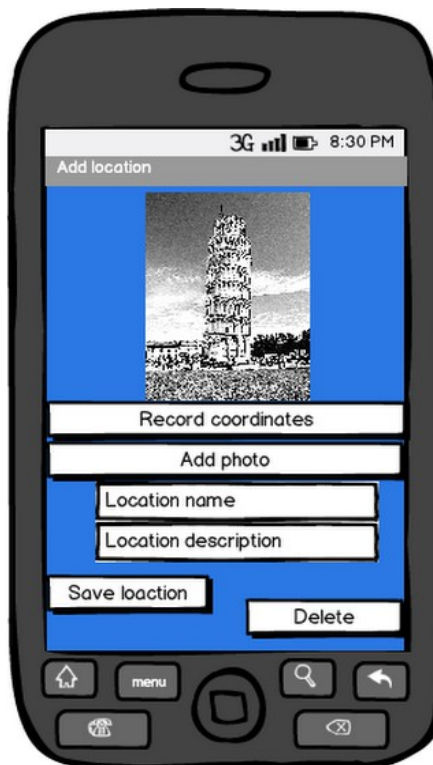 3G 8:30 PM
Add location
Record coordinates
Add photo
Location name
Location description
Save loaction
Delete
menu